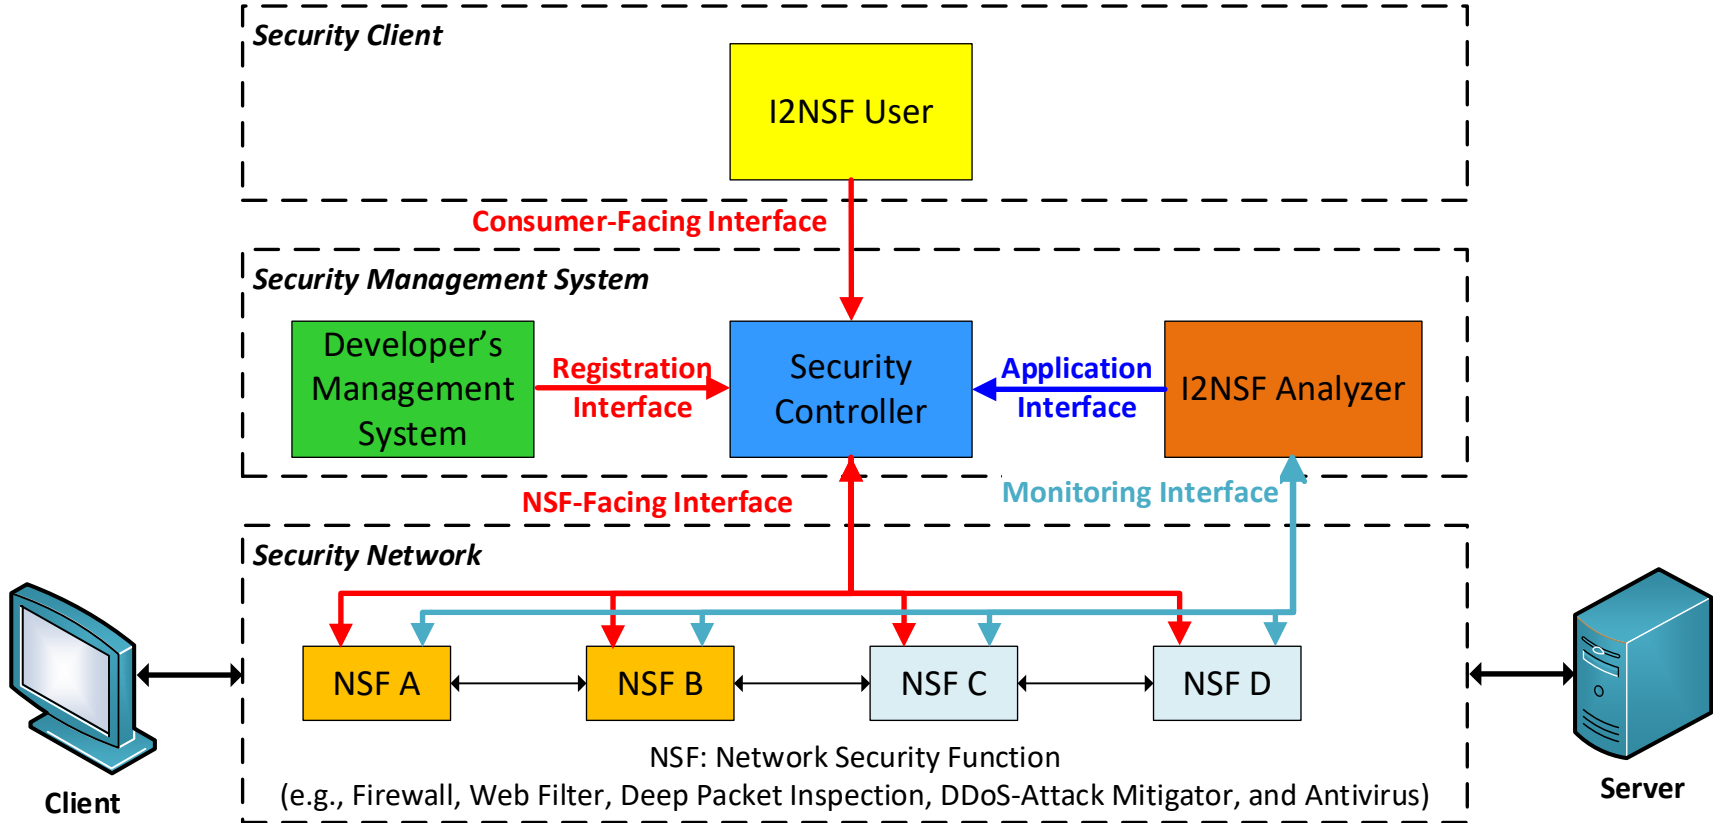 Security Client
I2NSF User
Consumer-Facing Interface
Security Management System
Developer's
Management
System
Registration
Interface
Security
Controller
Application
Interface
I2NSF Analyzer
NSF-Facing Interface
Monitoring Interface
Security Network
NSF A
NSF B
NSF C
NSF D
NSF: Network Security Function
(e.g., Firewall, Web Filter, Deep Packet Inspection, DDoS-Attack Mitigator, and Antivirus)
Client
Server